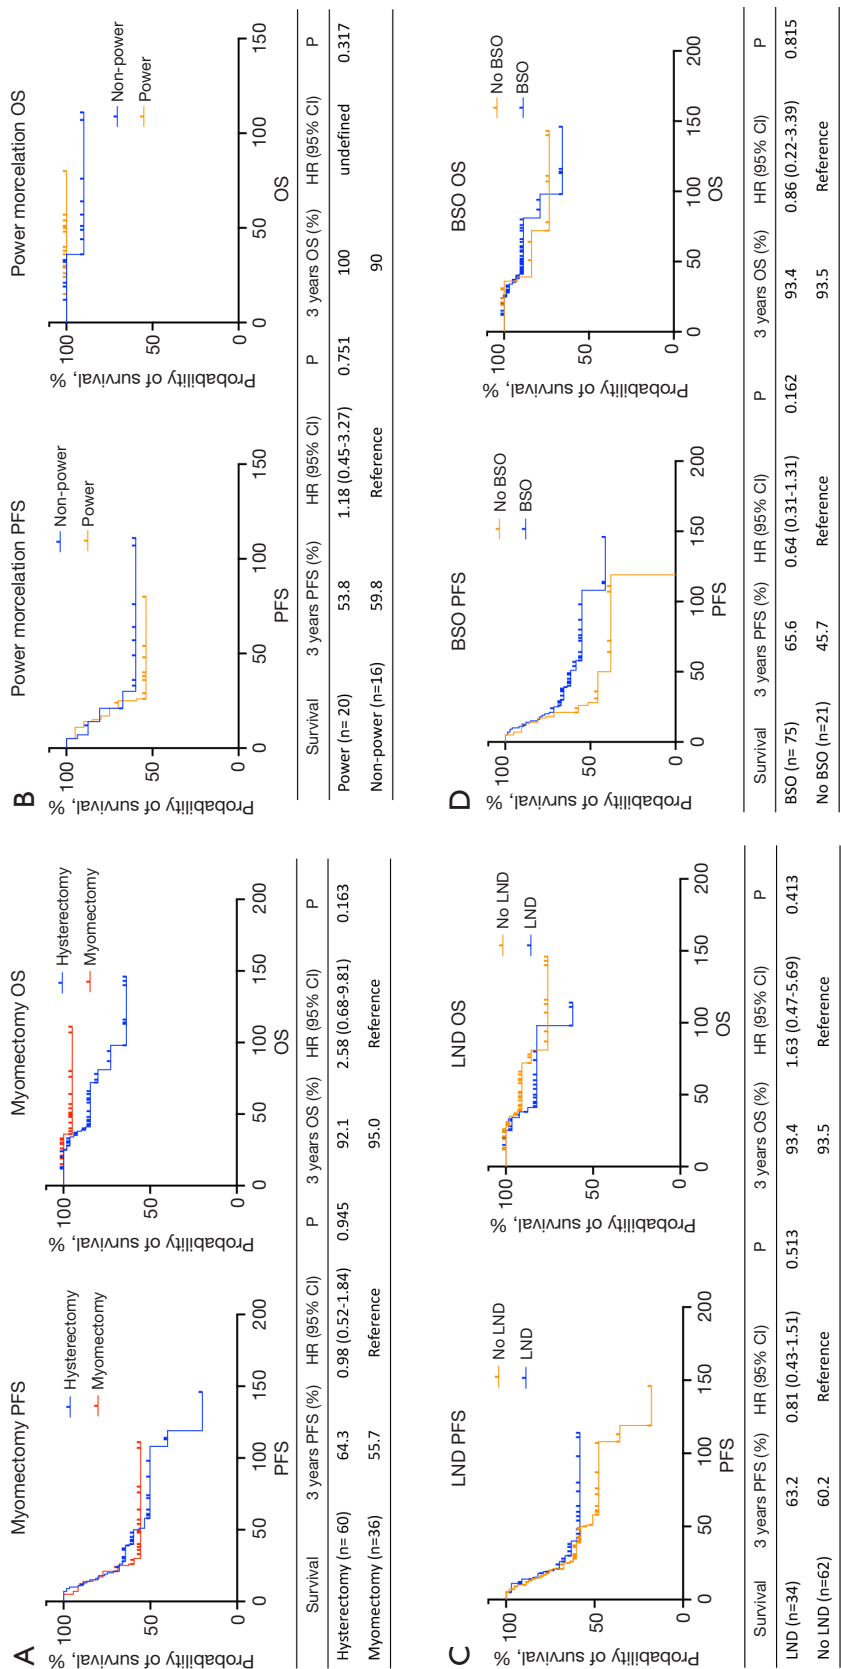 A
Myomectomy PFS
Probability of survival, %
100
50
0
0 50 100 150 200
PFS
Hysterectomy
Myomectomy
Myomectomy OS
Probability of survival, %
100
50
0
0 50 100 150 200
OS
Hysterectomy
Myomectomy
Survival 3 years PFS (%) HR (95% CI) P 3 years OS (%) HR (95% CI) P
Hysterectomy (n= 60) 64.3 0.98 (0.52-1.84) 0.945 92.1 2.58 (0.68-9.81) 0.163
Myomectomy (n=36) 55.7 Reference 95.0 Reference
B
Power morcelation PFS
Probability of survival, %
100
50
0
0 50 100 150
PFS
Non-power
Power
Power morcelation OS
Probability of survival, %
100
50
0
0 50 100 150
OS
Non-power
Power
Survival 3 years PFS (%) HR (95% CI) P 3 years OS (%) HR (95% CI) P
Power (n= 20) 53.8 1.18 (0.45-3.27) 0.751 100 undefined 0.317
Non-power (n=16) 59.8 Reference 90
C
LND PFS
Probability of survival, %
100
50
0
0 50 100 150 200
PFS
No LND
LND
LND OS
Probability of survival, %
100
50
0
0 50 100 150 200
OS
No LND
LND
Survival 3 years PFS (%) HR (95% CI) P 3 years OS (%) HR (95% CI) P
LND (n=34) 63.2 0.81 (0.43-1.51) 0.513 93.4 1.63 (0.47-5.69) 0.413
No LND (n=62) 60.2 Reference 93.5 Reference
D
BSO PFS
Probability of survival, %
100
50
0
0 50 100 150 200
PFS
No BSO
BSO
BSO OS
Probability of survival, %
100
50
0
0 50 100 150 200
OS
No BSO
BSO
Survival 3 years PFS (%) HR (95% CI) P 3 years OS (%) HR (95% CI) P
BSO (n= 75) 65.6 0.64 (0.31-1.31) 0.162 93.4 0.86 (0.22-3.39) 0.815
No BSO (n=21) 45.7 Reference 93.5 Reference